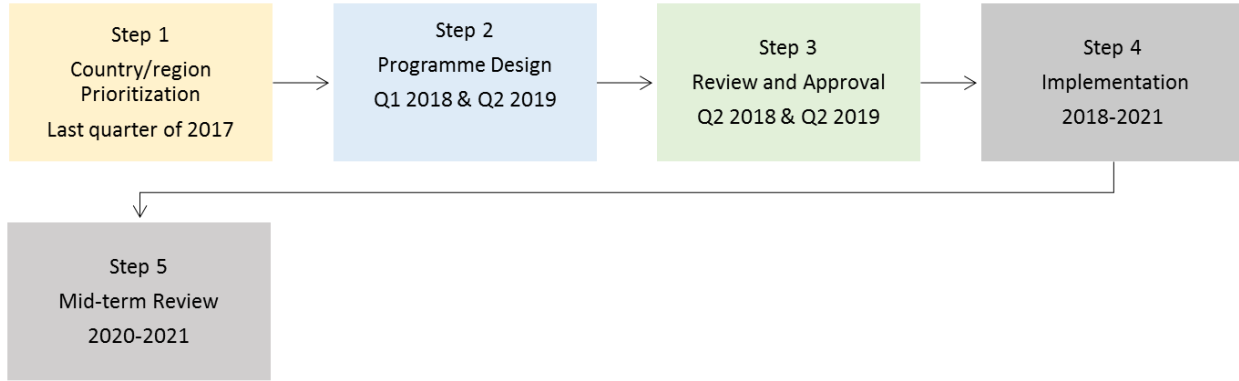 Step 1
Country/region
Prioritization
Last quarter of 2017
Step 2
Programme Design
Q1 2018 & Q2 2019
Step 3
Review and Approval
Q2 2018 & Q2 2019
Step 4
Implementation
2018-2021
Step 5
Mid-term Review
2020-2021